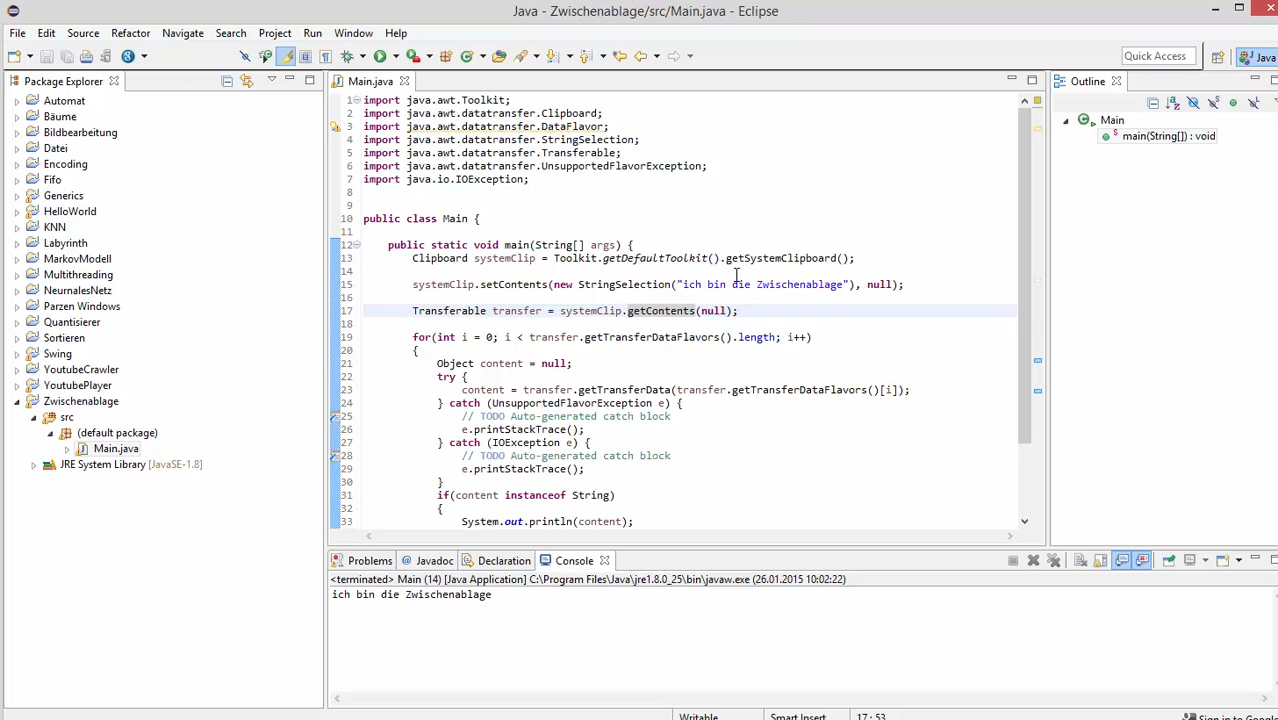 Java - Zwischenablage/src/Main.java - Eclipse
File Edit Source Refactor Navigate Search Project Run Window Help
Quick Access
Java
Package Explorer
Automat
Bäume
Bildbearbeitung
Datei
Encoding
Fifo
Generics
HelloWorld
KNN
Labyrinth
MarkovModell
Multithreading
NeurnalesNetz
Parzen Windows
Quantisierer
Sortieren
Swing
YoutubeCrawler
YoutubePlayer
Zwischenablage
src
(default package)
Main.java
JRE System Library [JavaSE-1.8]
Main.java
1 import java.awt.Toolkit;
2 import java.awt.datatransfer.Clipboard;
3 import java.awt.datatransfer.DataFlavor;
4 import java.awt.datatransfer.StringSelection;
5 import java.awt.datatransfer.Transferable;
6 import java.awt.datatransfer.UnsupportedFlavorException;
7 import java.io.IOException;
8
9
10 public class Main {
11
12 public static void main(String[] args) {
13 Clipboard systemClip = Toolkit.getDefaultToolkit().getSystemClipboard();
14
15 systemClip.setContents(new StringSelection("ich bin die Zwischenablage"), null);
16
17 Transferable transfer = systemClip.getContents(null);
18
19 for(int i = 0; i < transfer.getTransferDataFlavors().length; i++)
20 {
21 Object content = null;
22 try {
23 content = transfer.getTransferData(transfer.getTransferDataFlavors()[i]);
24 } catch (UnsupportedFlavorException e) {
25 // TODO Auto-generated catch block
26 e.printStackTrace();
27 } catch (IOException e) {
28 // TODO Auto-generated catch block
29 e.printStackTrace();
30 }
31 if(content instanceof String)
32 {
33 System.out.println(content);
Outline
Main
main(String[]) : void
Problems Javadoc Declaration Console
<terminated> Main (14) [Java Application] C:\Program Files\Java\jre1.8.0_25\bin\javaw.exe (26.01.2015 10:02:22)
ich bin die Zwischenablage
Writable Smart Insert 17 : 53 Sign in to Google